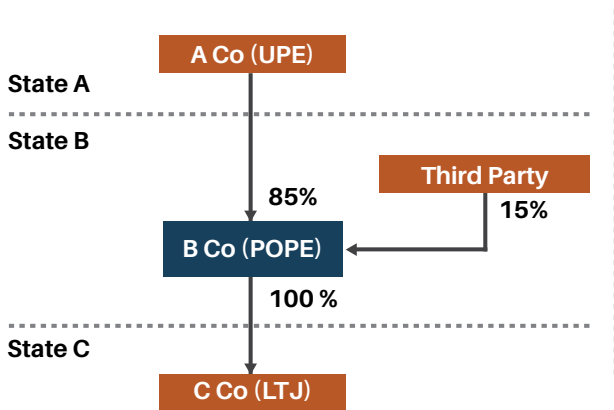 A Co (UPE)
State A
State B
Third Party
85%
15%
B Co (POPE)
100 %
State C
C Co (LTJ)